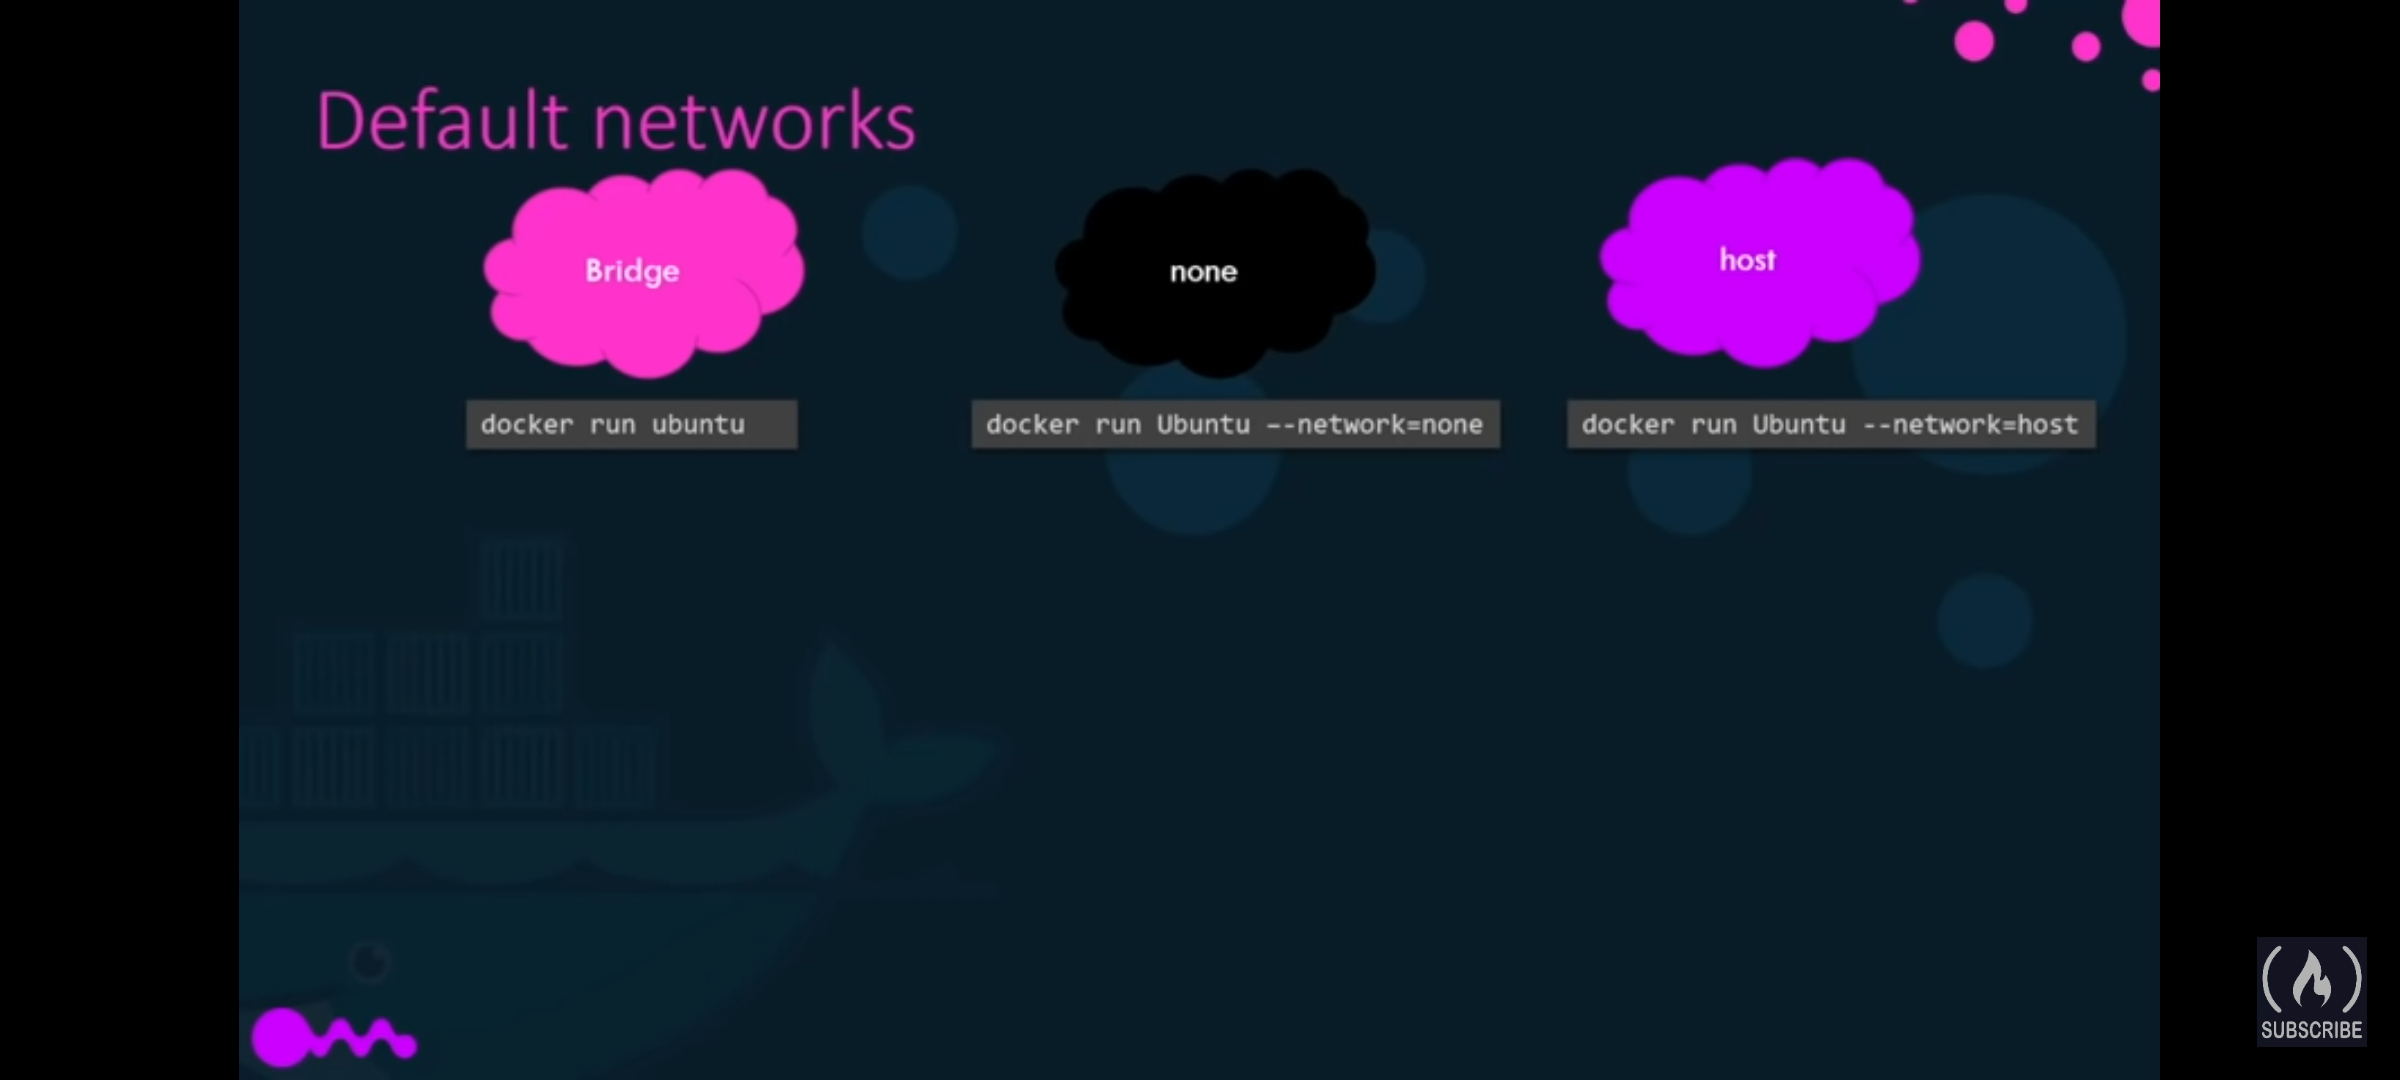 Default networks
Bridge
none
host
docker run ubuntu
docker run Ubuntu –-network=none
docker run Ubuntu --network=host
SUBSCRIBE